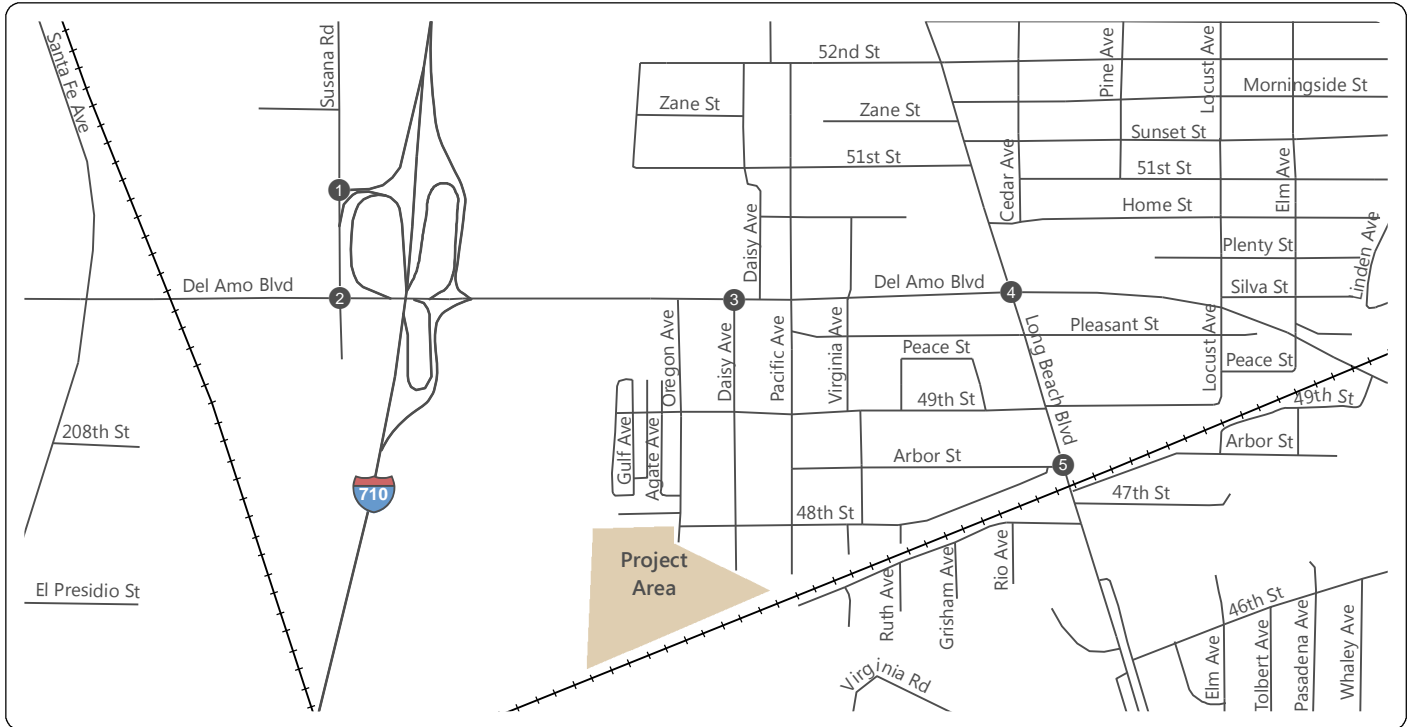 52nd St
Santa Fe Ave
Susana Rd
Pine Ave
Locust Ave
Morningside St
Zane St
Zane St
Sunset St
51st St
51st St
Cedar Ave
Elm Ave
1
Home St
Daisy Ave
Plenty St
Linden Ave
Del Amo Blvd
2
3
Del Amo Blvd
4
Silva St
Oregon Ave
Daisy Ave
Pacific Ave
Virginia Ave
Long Beach Blvd
Pleasant St
Locust Ave
Peace St
Peace St
49th St
49th St
208th St
Gulf Ave
Agate Ave
Arbor St
Arbor St
5
710
47th St
48th St
Project
Area
El Presidio St
Ruth Ave
Grisham Ave
Rio Ave
46th St
Virginia Rd
Elm Ave
Tolbert Ave
Pasadena Ave
Whaley Ave